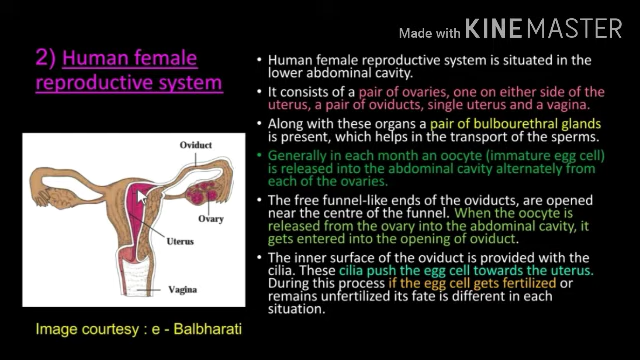 Made with KINEMASTER
2) Human female
reproductive system
• Human female reproductive system is situated in the
lower abdominal cavity.
• It consists of a pair of ovaries, one on either side of the
uterus, a pair of oviducts, single uterus and a vagina.
• Along with these organs a pair of bulbourethral glands
is present, which helps in the transport of the sperms.
• Generally in each month an oocyte (immature egg cell)
is released into the abdominal cavity alternately from
each of the ovaries.
• The free funnel-like ends of the oviducts, are opened
near the centre of the funnel. When the oocyte is
released from the ovary into the abdominal cavity, it
gets entered into the opening of oviduct.
• The inner surface of the oviduct is provided with the
cilia. These cilia push the egg cell towards the uterus.
During this process if the egg cell gets fertilized or
remains unfertilized its fate is different in each
situation.
Oviduct
Ovary
Uterus
Vagina
Image courtesy : e - Balbharati